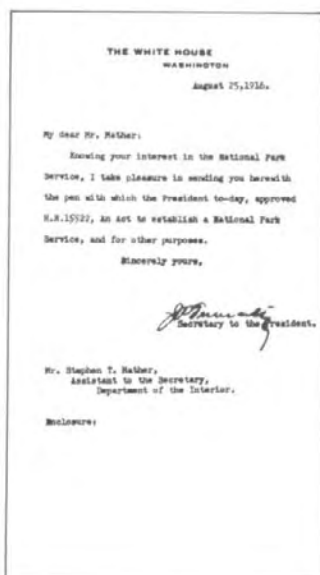 THE WHITE HOUSE
WASHINGTON
August 25,1916.
My dear Mr. Mather:
Knowing your interest in the National Park
Service, I take pleasure in sending you herewith
the pen with which the President to-day, approved
H.R.15522, An Act to establish a National Park
Service, and for other purposes.
Sincerely yours,
Secretary to the President.
Mr. Stephen T. Mather,
Assistant to the Secretary,
Department of the Interior.
Enclosure: